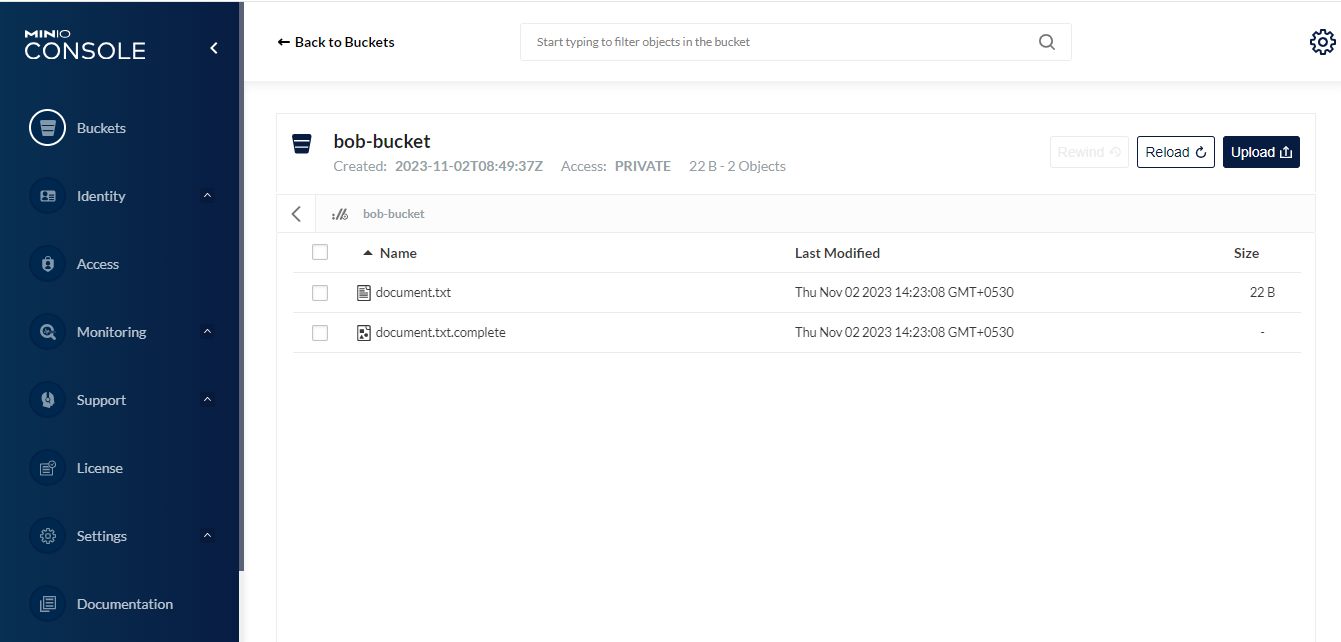 MINIO
CONSOLE
Buckets
Identity
Access
Monitoring
Support
License
Settings
Documentation
← Back to Buckets
Start typing to filter objects in the bucket
bob-bucket
Created: 2023-11-02T08:49:37Z Access: PRIVATE 22 B - 2 Objects
Rewind Reload Upload
bob-bucket
Name Last Modified Size
document.txt Thu Nov 02 2023 14:23:08 GMT+0530 22 B
document.txt.complete Thu Nov 02 2023 14:23:08 GMT+0530 -